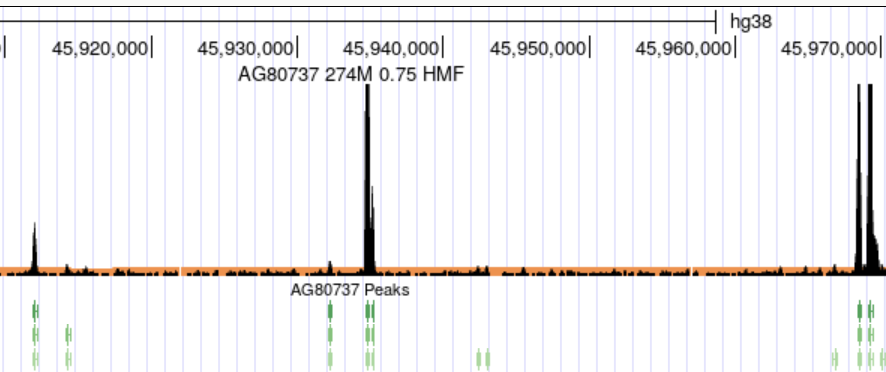 hg38
45,920,000| 45,930,000| 45,940,000| 45,950,000| 45,960,000| 45,970,000|
AG80737 274M 0.75 HMF
AG80737 Peaks